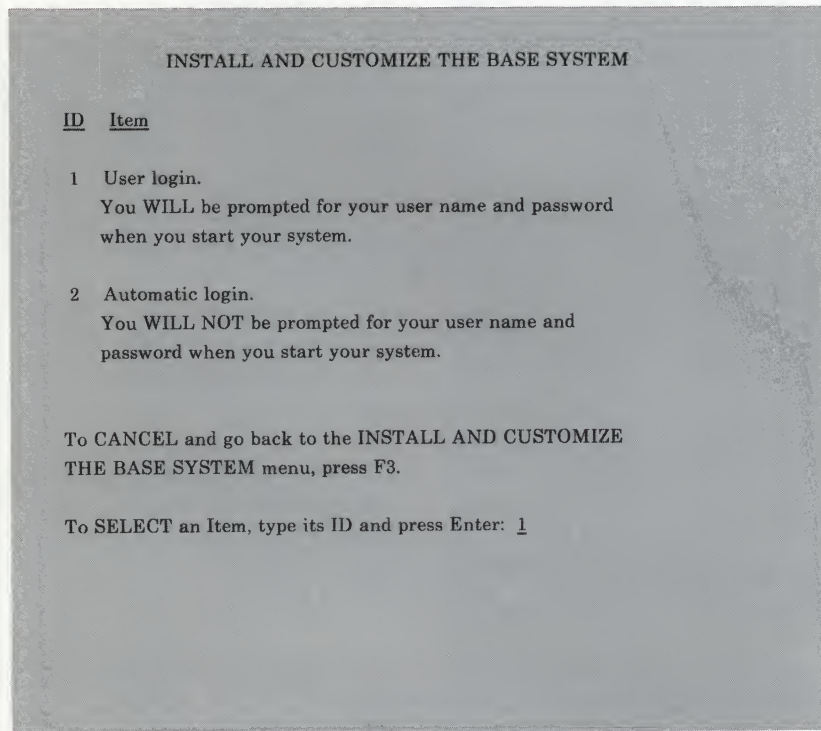 INSTALL AND CUSTOMIZE THE BASE SYSTEM
ID Item
1 User login.
You WILL be prompted for your user name and password
when you start your system.
2 Automatic login.
You WILL NOT be prompted for your user name and
password when you start your system.
To CANCEL and go back to the INSTALL AND CUSTOMIZE
THE BASE SYSTEM menu, press F3.
To SELECT an Item, type its ID and press Enter: 1